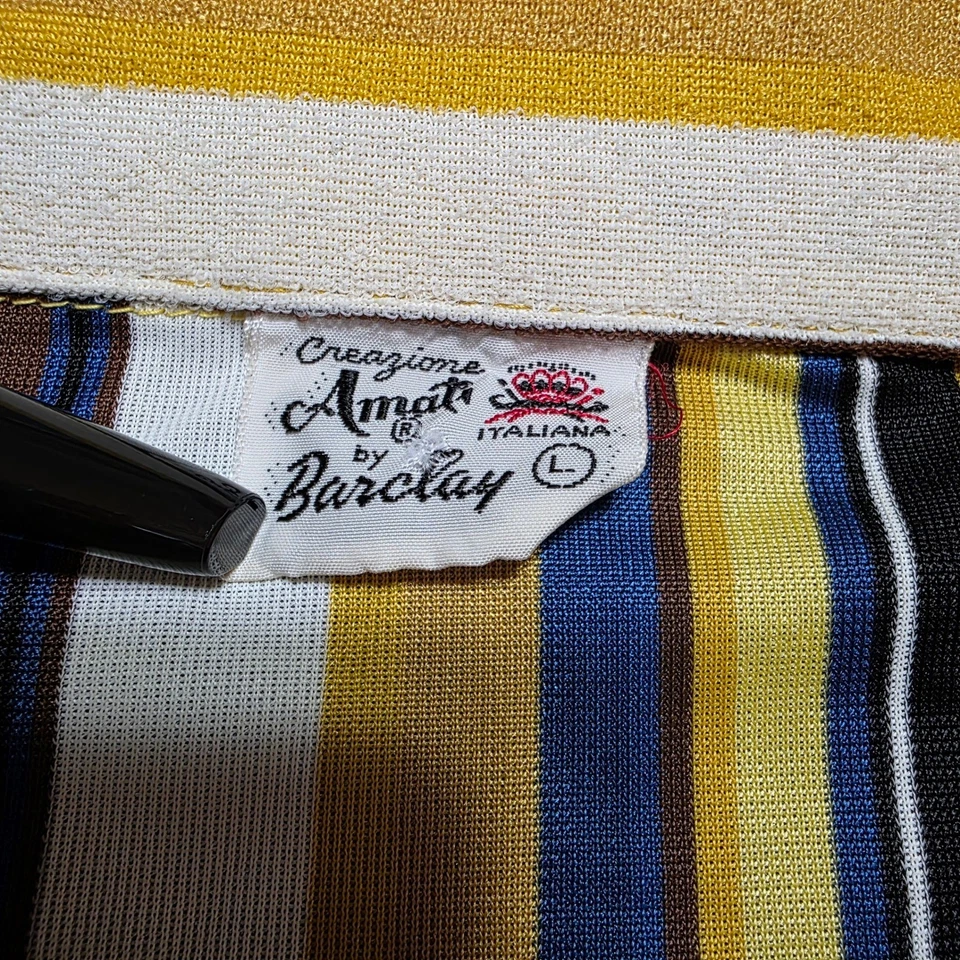 Creazione
Amati
®
ITALIANA
by
Barclay
L.